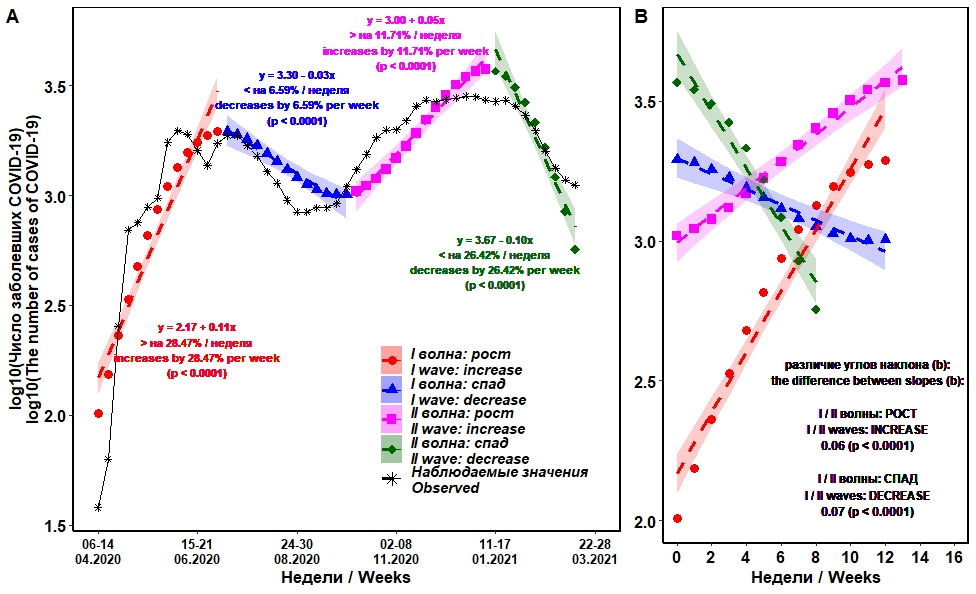 A
B
log10(Число заболевших COVID-19)
log10(The number of cases of COVID-19)
3.5
3.0
2.5
2.0
1.5
y = 3.00 + 0.05x
> на 11.71% / неделя
increases by 11.71% per week
(p < 0.0001)
y = 3.30 - 0.03x
< на 6.59% / неделя
decreases by 6.59% per week
(p < 0.0001)
y = 3.67 - 0.10x
< на 26.42% / неделя
decreases by 26.42% per week
(p < 0.0001)
y = 2.17 + 0.11x
> на 28.47% / неделя
increases by 28.47% per week
(p < 0.0001)
I волна: рост
I wave: increase
I волна: спад
I wave: decrease
II волна: рост
II wave: increase
II волна: спад
II wave: decrease
Наблюдаемые значения
Observed
06-14 15-21 24-30 02-08 11-17 22-28
04.2020 06.2020 08.2020 11.2020 01.2021 03.2021
Недели / Weeks
3.5
3.0
2.5
2.0
различие углов наклона (b):
the difference between slopes (b):
I / II волны: РОСТ
I / II waves: INCREASE
0.06 (p < 0.0001)
I / II волны: СПАД
I / II waves: DECREASE
0.07 (p < 0.0001)
0 2 4 6 8 10 12 14 16
Недели / Weeks